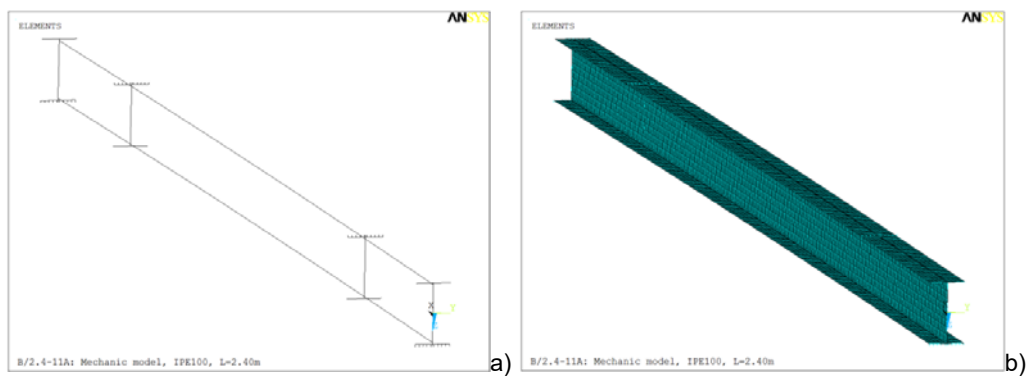 ANSYS
ELEMENTS
X
Y
Z
B/2.4-11A: Mechanic model, IPE100, L=2.40m
a)
ANSYS
ELEMENTS
X
Y
Z
B/2.4-11A: Mechanic model, IPE100, L=2.40m
b)